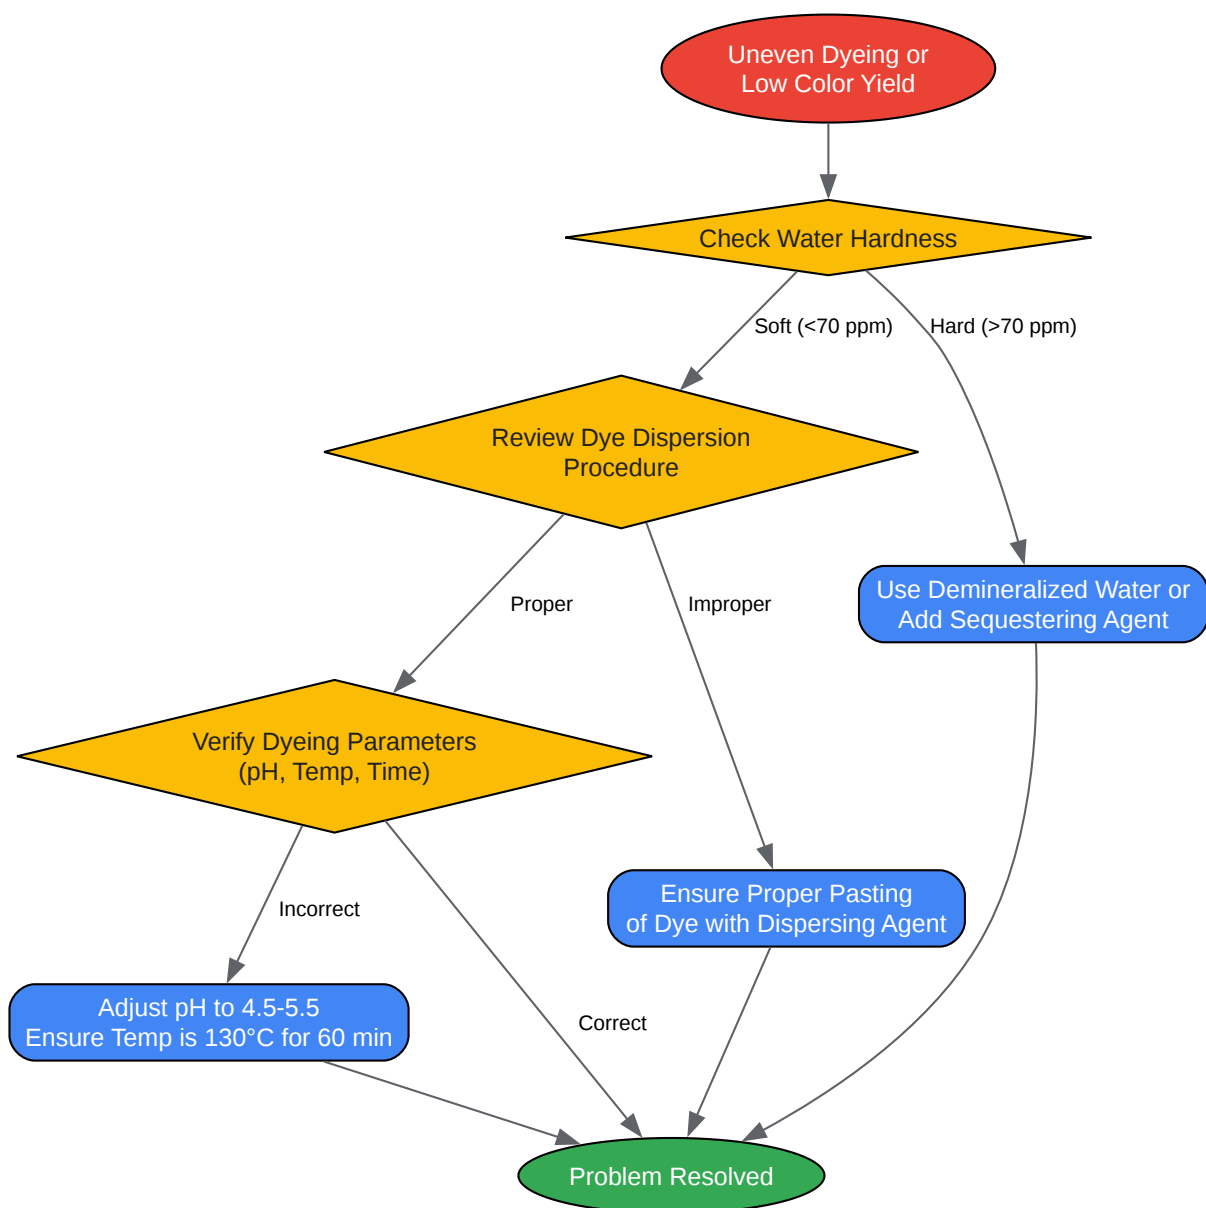 Uneven Dyeing or
Low Color Yield
Check Water Hardness
Soft (<70 ppm)
Hard (>70 ppm)
Review Dye Dispersion
Procedure
Use Demineralized Water or
Add Sequestering Agent
Proper
Improper
Verify Dyeing Parameters
(pH, Temp, Time)
Ensure Proper Pasting
of Dye with Dispersing Agent
Incorrect
Adjust pH to 4.5-5.5
Ensure Temp is 130°C for 60 min
Correct
Problem Resolved